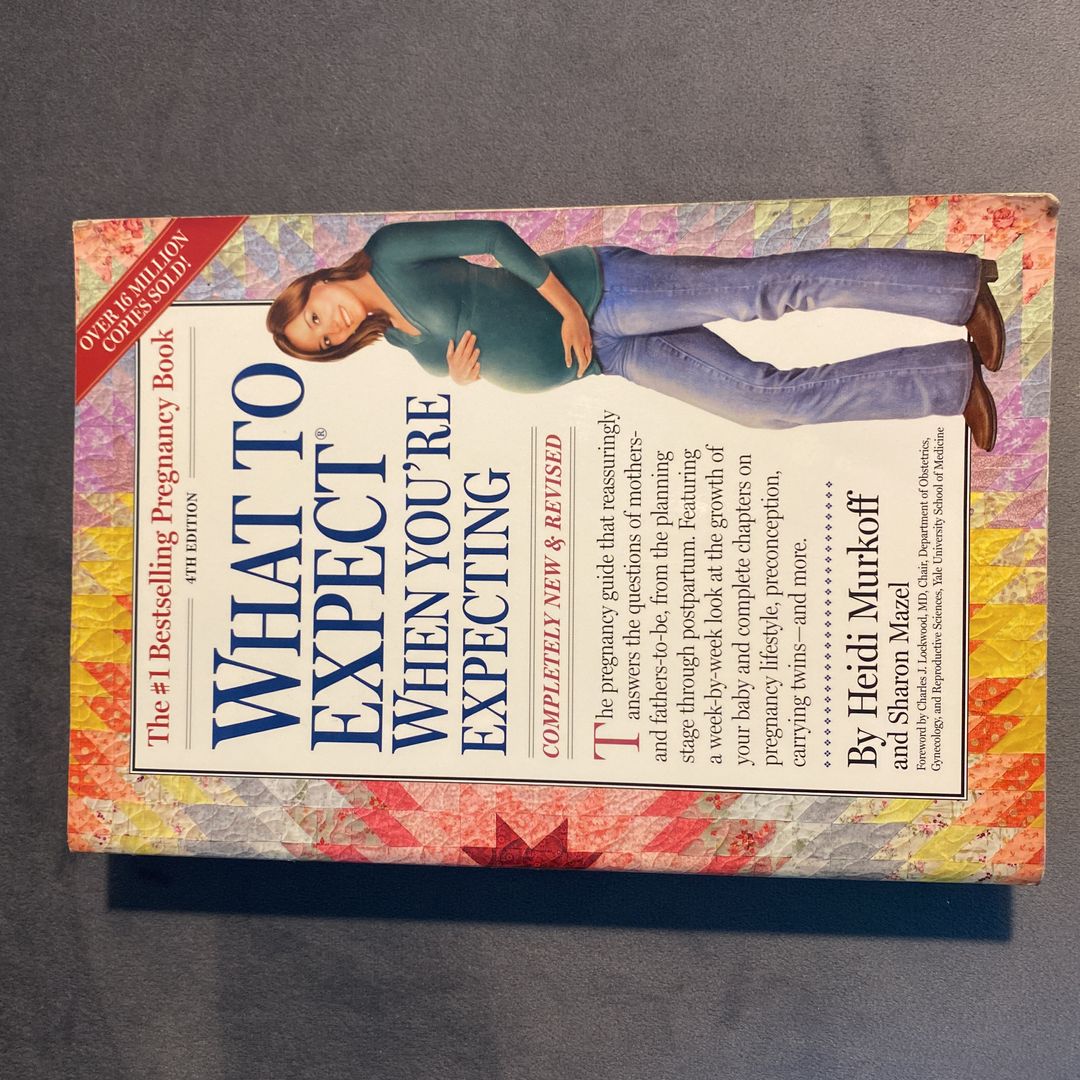 OVER 16 MILLION
COPIES SOLD!
The #1 Bestselling Pregnancy Book
4TH EDITION
WHAT TO
EXPECT®
WHEN YOU'RE
EXPECTING
COMPLETELY NEW & REVISED
The pregnancy guide that reassuringly
answers the questions of mothers-
and fathers-to-be, from the planning
stage through postpartum. Featuring
a week-by-week look at the growth of
your baby and complete chapters on
pregnancy lifestyle, preconception,
carrying twins—and more.
By Heidi Murkoff
and Sharon Mazel
Foreword by Charles J. Lockwood, MD, Chair, Department of Obstetrics,
Gynecology, and Reproductive Sciences, Yale University School of Medicine